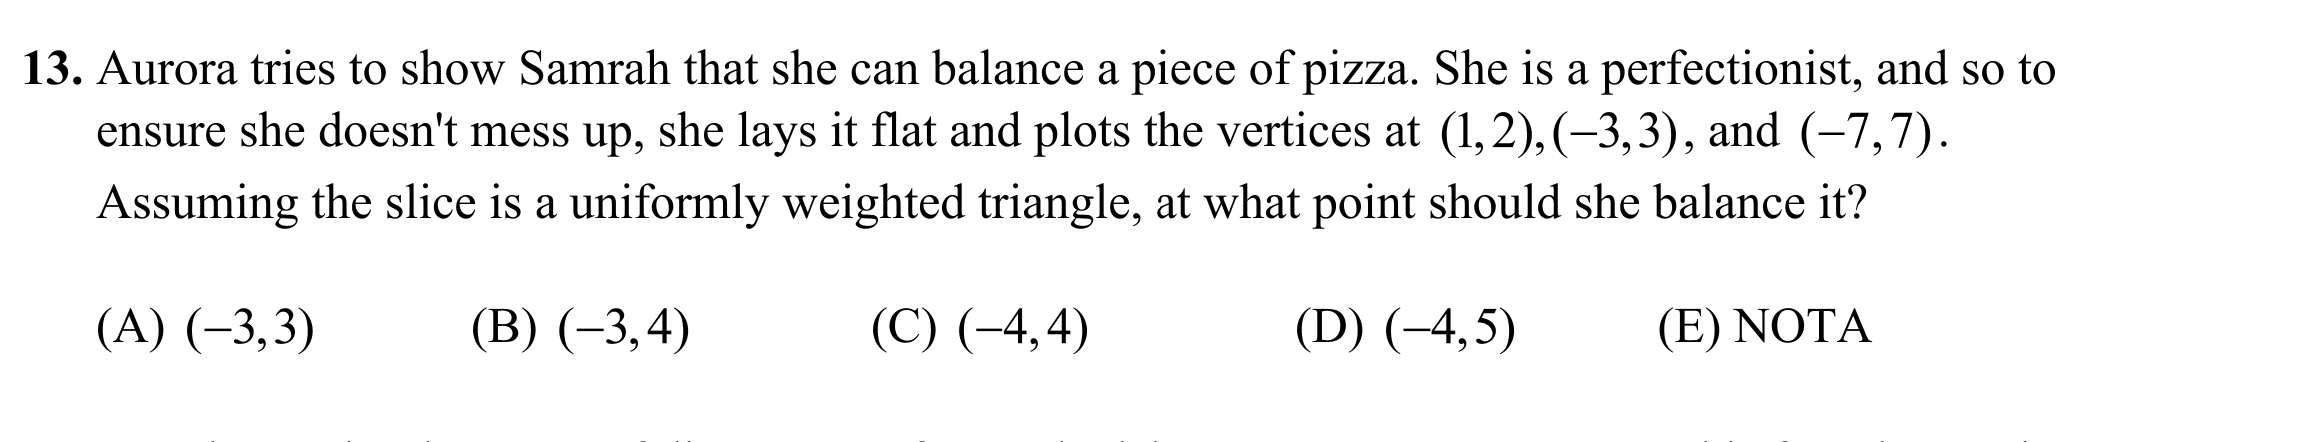 13. Aurora tries to show Samrah that she can balance a piece of pizza. She is a perfectionist, and so to
ensure she doesn't mess up, she lays it flat and plots the vertices at (1,2),(−3,3), and (−7,7).
Assuming the slice is a uniformly weighted triangle, at what point should she balance it?
(A) (−3,3) (B) (−3,4) (C) (−4,4) (D) (−4,5) (E) NOTA